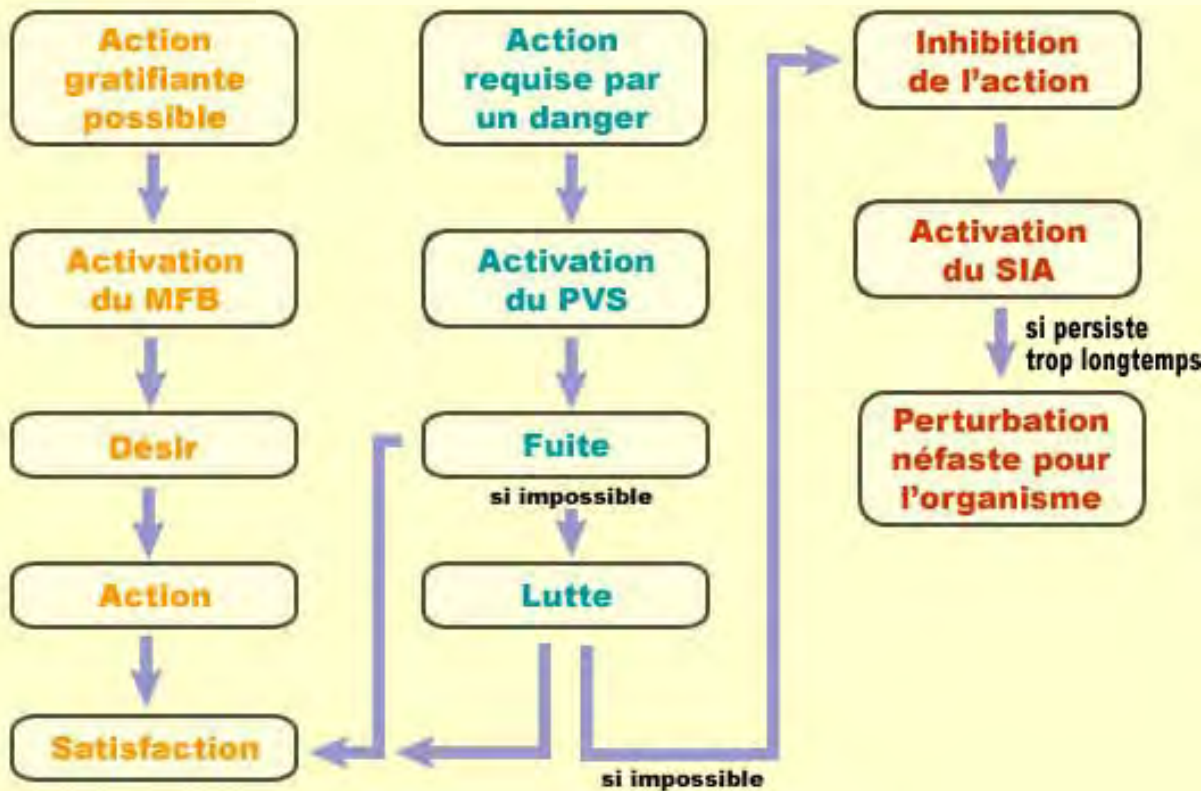 Action
gratifiante
possible
Activation
du MFB
Désir
Action
Satisfaction
Action
requise par
un danger
Activation
du PVS
Fuite
si impossible
Lutte
si impossible
Inhibition
de l'action
Activation
du SIA
si persiste
trop longtemps
Perturbation
néfaste pour
l'organisme